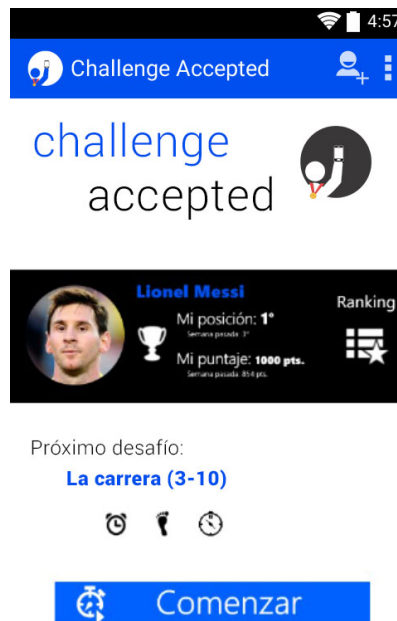 4:57
Challenge Accepted
challenge
accepted
Lionel Messi
Mi posición: 1°
Semana pasada: 3°
Mi puntaje: 1000 pts.
Semana pasada: 854 pts.
Ranking
Próximo desafío:
La carrera (3-10)
Comenzar